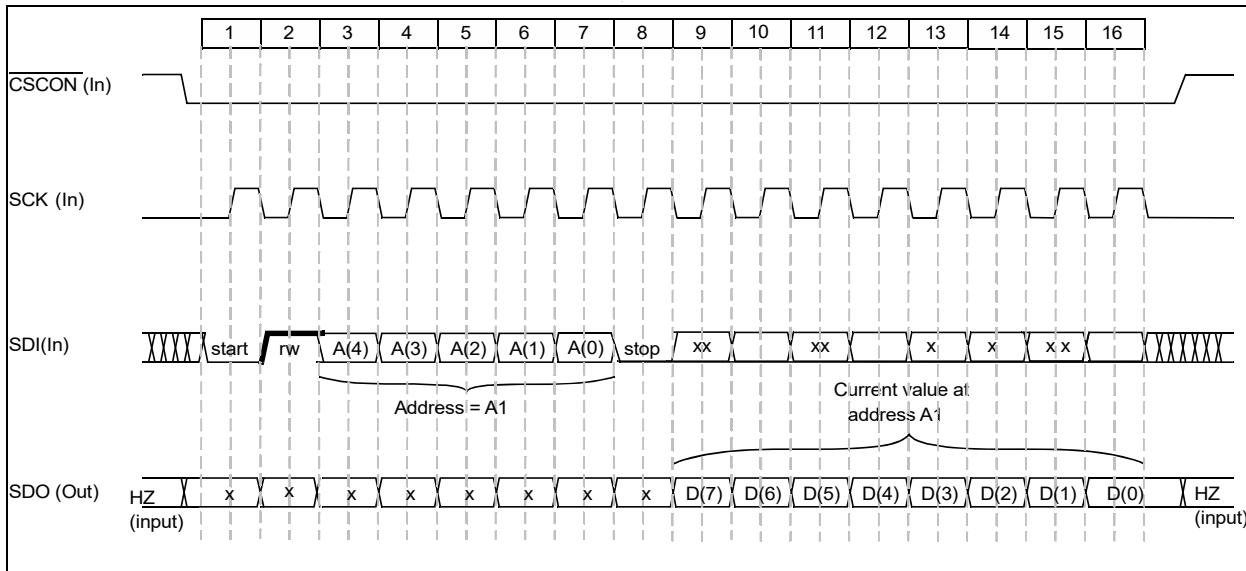 1 2 3 4 5 6 7 8 9 10 11 12 13 14 15 16
CSCON (In)
SCK (In)
SDI(In) start rw A(4) A(3) A(2) A(1) A(0) stop xx xx x x x x
Address = A1
Current value at
address A1
SDO (Out) HZ x x x x x x x x D(7) D(6) D(5) D(4) D(3) D(2) D(1) D(0) HZ
(input) (input)